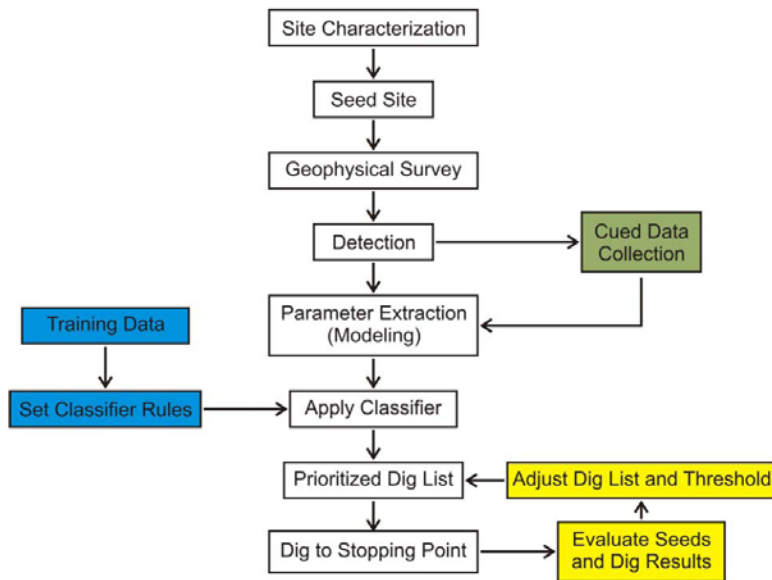 Site Characterization
Seed Site
Geophysical Survey
Detection
Cued Data
Collection
Parameter Extraction
(Modeling)
Training Data
Set Classifier Rules
Apply Classifier
Prioritized Dig List
Adjust Dig List and Threshold
Dig to Stopping Point
Evaluate Seeds
and Dig Results